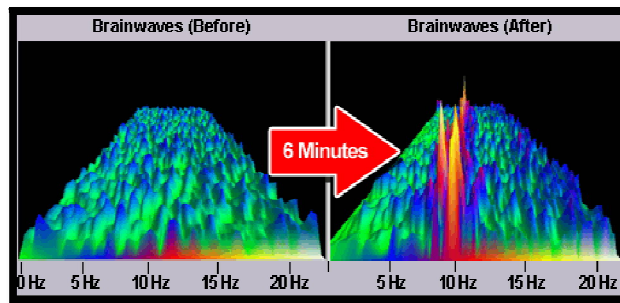 Brainwaves (Before)
Brainwaves (After)
6 Minutes
0 Hz 5 Hz 10 Hz 15 Hz 20 Hz
5 Hz 10 Hz 15 Hz 20 Hz